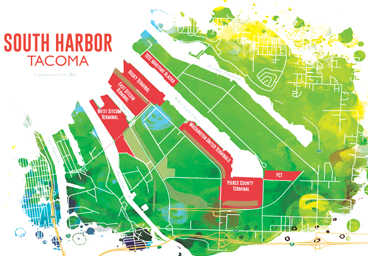 SOUTH HARBOR
TACOMA
TOTE MARITIME ALASKA
HUSKY TERMINAL
EAST SITCUM
TERMINAL
WEST SITCUM
TERMINAL
WASHINGTON UNITED TERMINALS
PIERCE COUNTY
TERMINAL
PCT